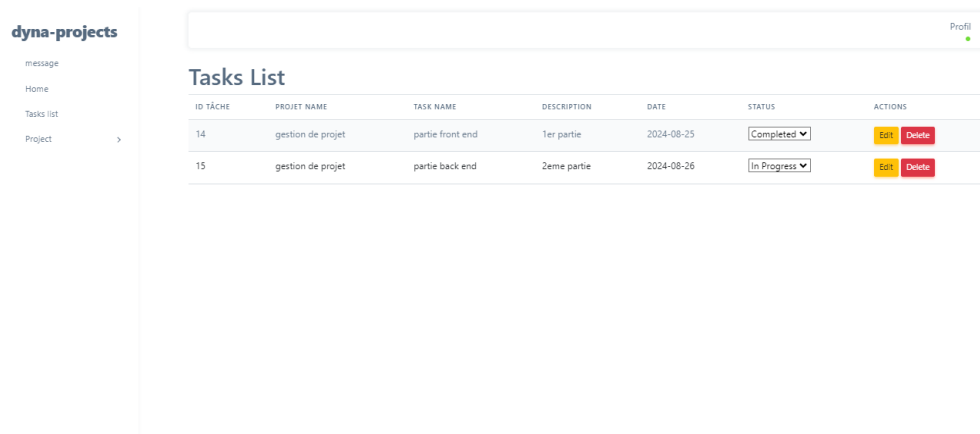 dyna-projects
message
Home
Tasks list
Project
Profil
Tasks List
ID TÂCHE PROJET NAME TASK NAME DESCRIPTION DATE STATUS ACTIONS
14 gestion de projet partie front end 1er partie 2024-08-25 Completed Edit Delete
15 gestion de projet partie back end 2eme partie 2024-08-26 In Progress Edit Delete